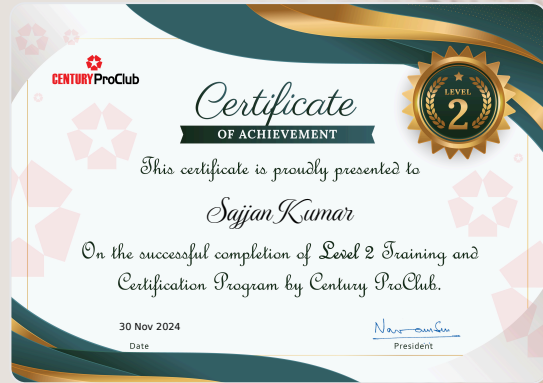 CENTURY ProClub
Certificate
OF ACHIEVEMENT
LEVEL
2
This certificate is proudly presented to
Sajjan Kumar
On the successful completion of Level 2 Training and
Certification Program by Century ProClub.
30 Nov 2024
Date
President